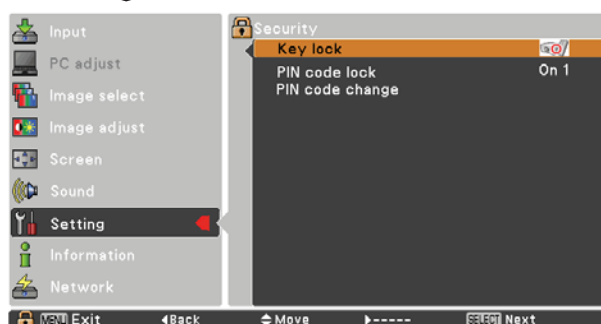 Input
PC adjust
Image select
Image adjust
Screen
Sound
Setting
Information
Network
Security
Key lock
PIN code lock On 1
PIN code change
MENU Exit Back Move ----- SELECT Next